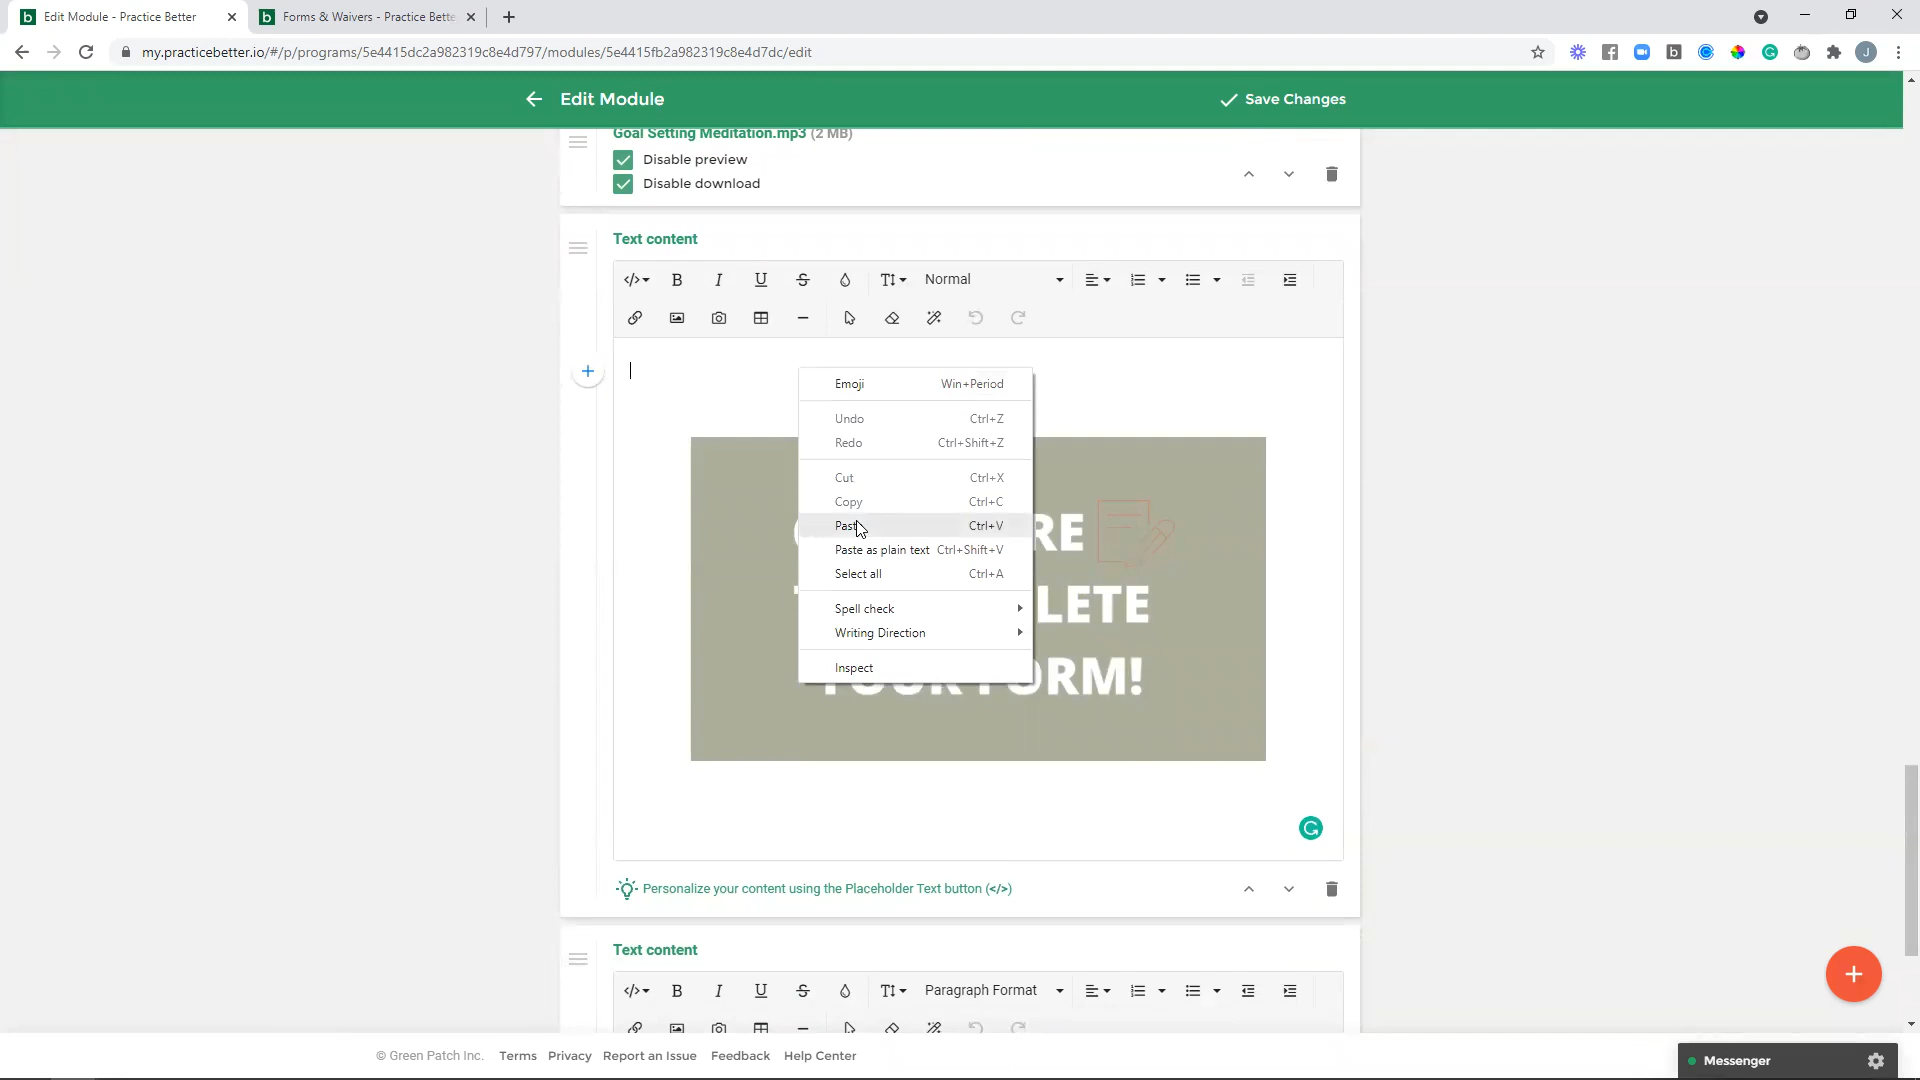 Edit Module - Practice Better
Forms & Waivers - Practice Bette
my.practicebetter.io/#/p/programs/5e4415dc2a982319c8e4d797/modules/5e4415fb2a982319c8e4d7dc/edit
J
Edit Module
Save Changes
Goal Setting Meditation.mp3 (2 MB)
Disable preview
Disable download
Text content
Normal
Emoji Win+Period
Undo Ctrl+Z
Redo Ctrl+Shift+Z
Cut Ctrl+X
Copy Ctrl+C
Past Ctrl+V
Paste as plain text Ctrl+Shift+V
Select all Ctrl+A
Spell check
Writing Direction
Inspect
RE
LETE
FORM!
Personalize your content using the Placeholder Text button (</>)
Text content
Paragraph Format
© Green Patch Inc. Terms Privacy Report an Issue Feedback Help Center
Messenger